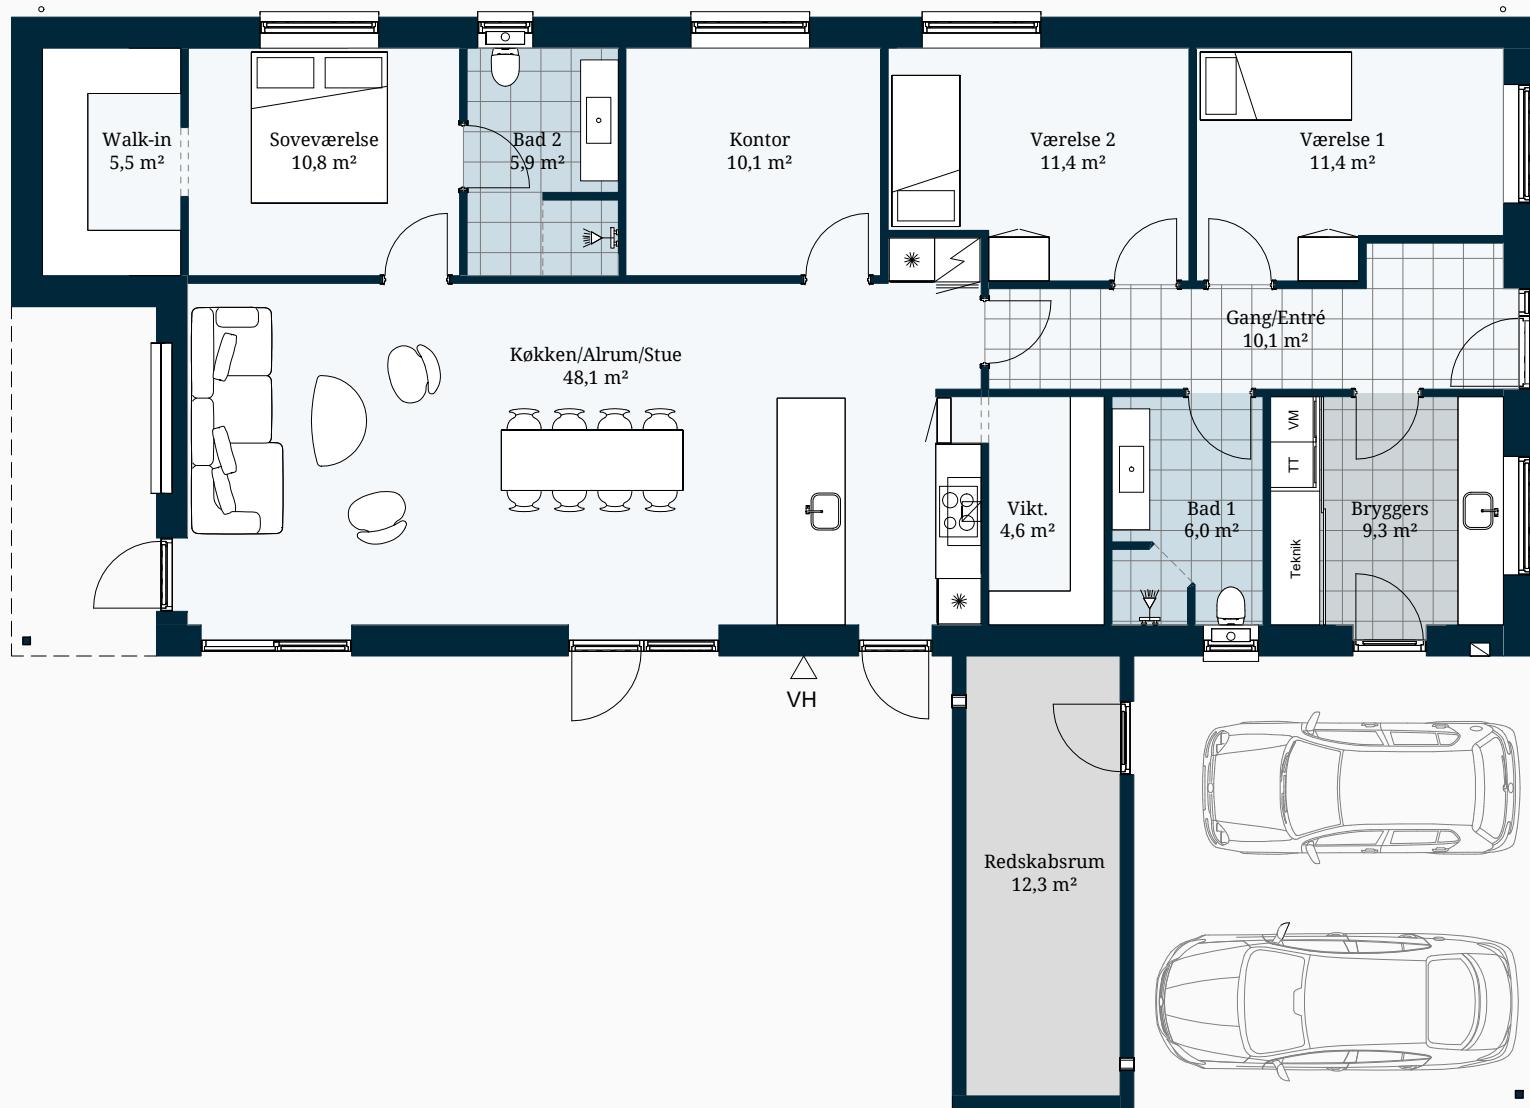 Walk-in
5,5 m²
Soveværelse
10,8 m²
Bad 2
5,9 m²
Kontor
10,1 m²
Værelse 2
11,4 m²
Værelse 1
11,4 m²
Gang/Entré
10,1 m²
Køkken/Alrum/Stue
48,1 m²
Vikt.
4,6 m²
Bad 1
6,0 m²
VM
TT
Teknik
Bryggers
9,3 m²
VH
Redskabsrum
12,3 m²